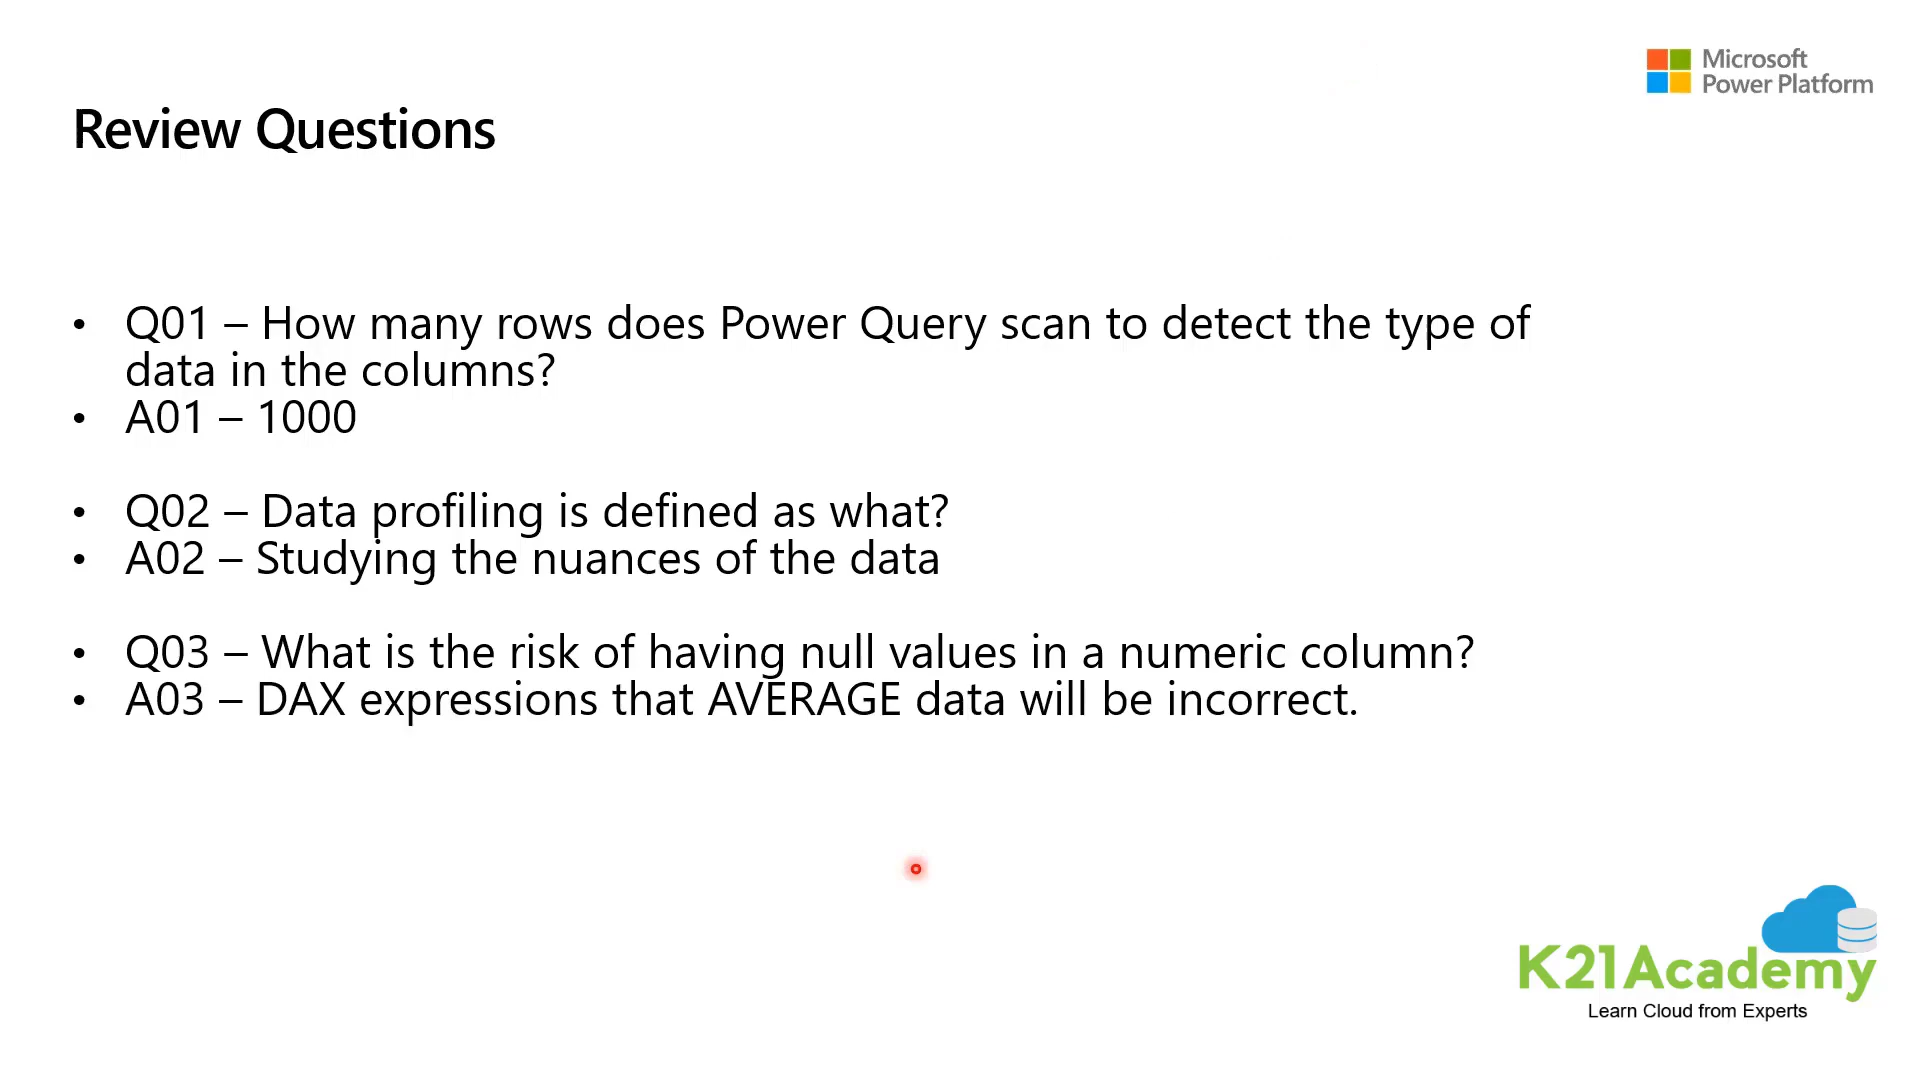 Microsoft
Power Platform
Review Questions
• Q01 – How many rows does Power Query scan to detect the type of
data in the columns?
• A01 – 1000
• Q02 – Data profiling is defined as what?
• A02 – Studying the nuances of the data
• Q03 – What is the risk of having null values in a numeric column?
• A03 – DAX expressions that AVERAGE data will be incorrect.
K21Academy
Learn Cloud from Experts